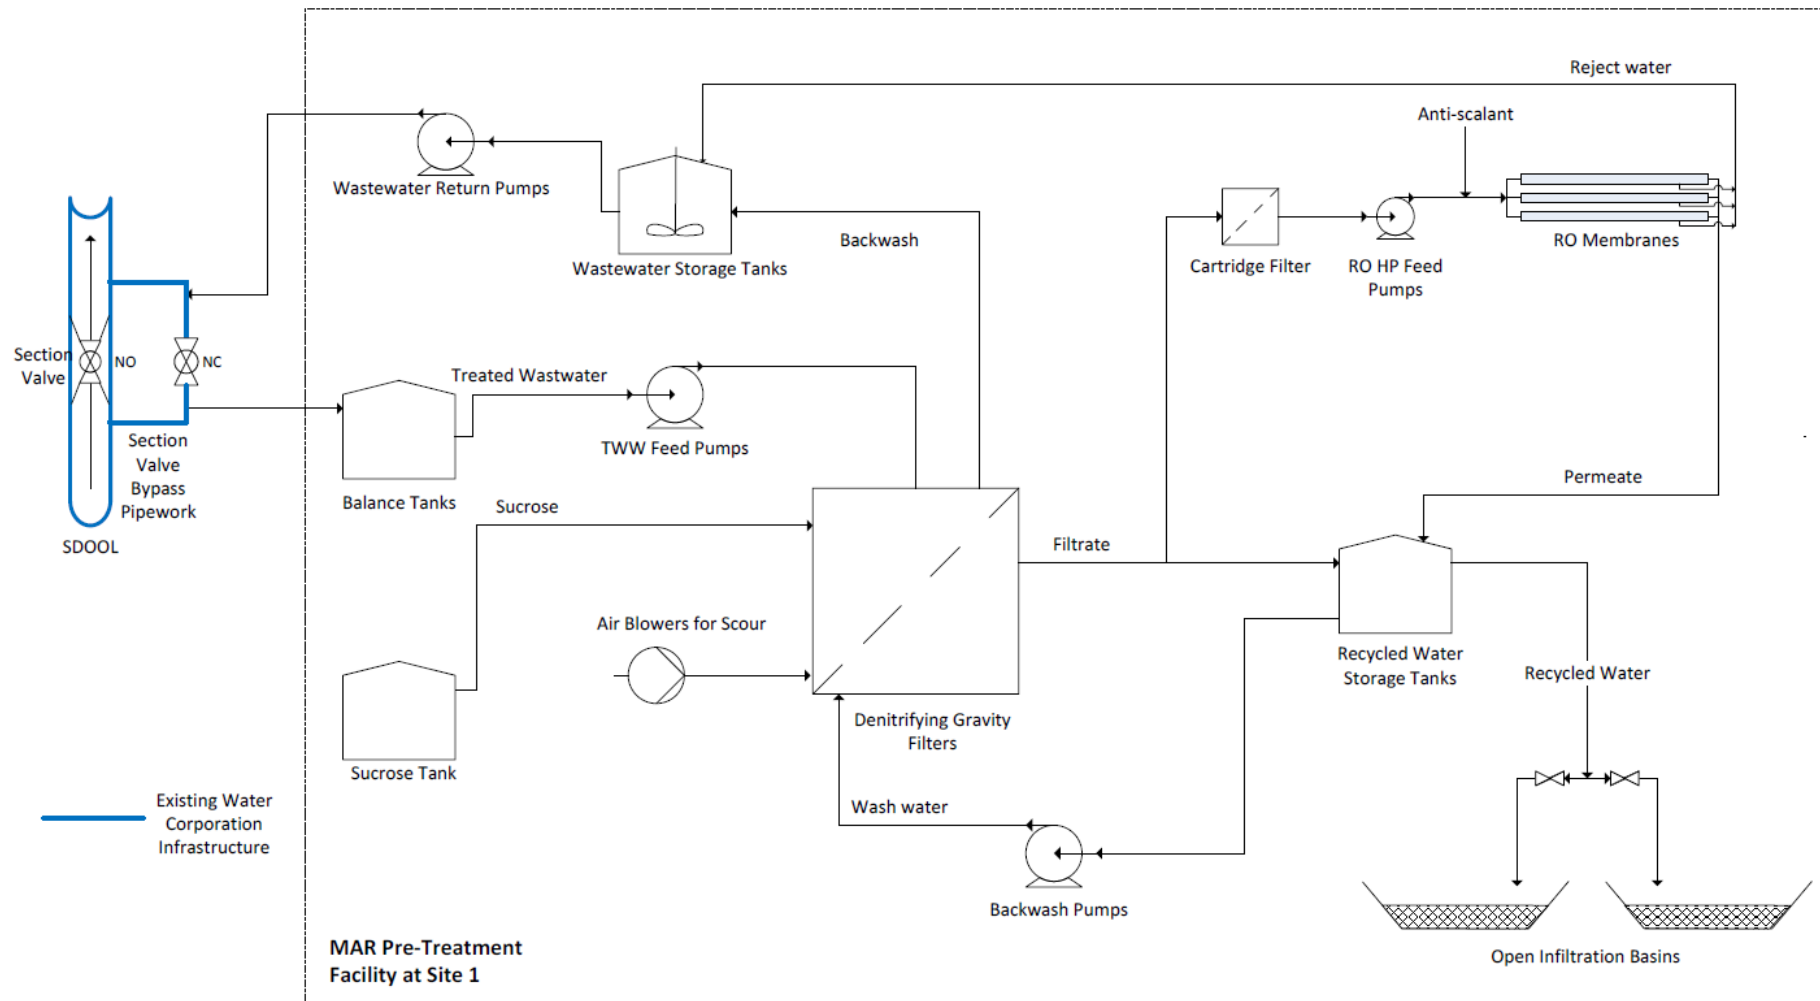 Reject water
Anti-scalant
Wastewater Return Pumps
Backwash
Wastewater Storage Tanks
Cartridge Filter
RO HP Feed
Pumps
RO Membranes
Section
Valve
NO
NC
Treated Wastwater
TWW Feed Pumps
Section
Valve
Bypass
Pipework
SDOOL
Balance Tanks
Sucrose
Permeate
Filtrate
Air Blowers for Scour
Recycled Water
Storage Tanks
Recycled Water
Denitrifying Gravity
Filters
Sucrose Tank
Existing Water
Corporation
Infrastructure
Wash water
Backwash Pumps
MAR Pre-Treatment
Facility at Site 1
Open Infiltration Basins